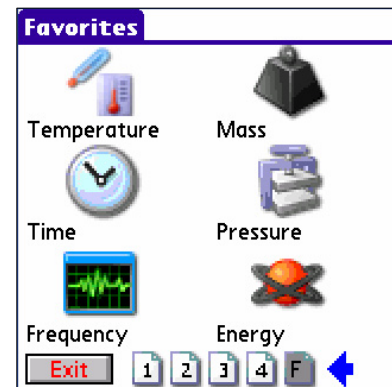 Favorites
Temperature Mass
Time Pressure
Frequency Energy
Exit 1 2 3 4 F